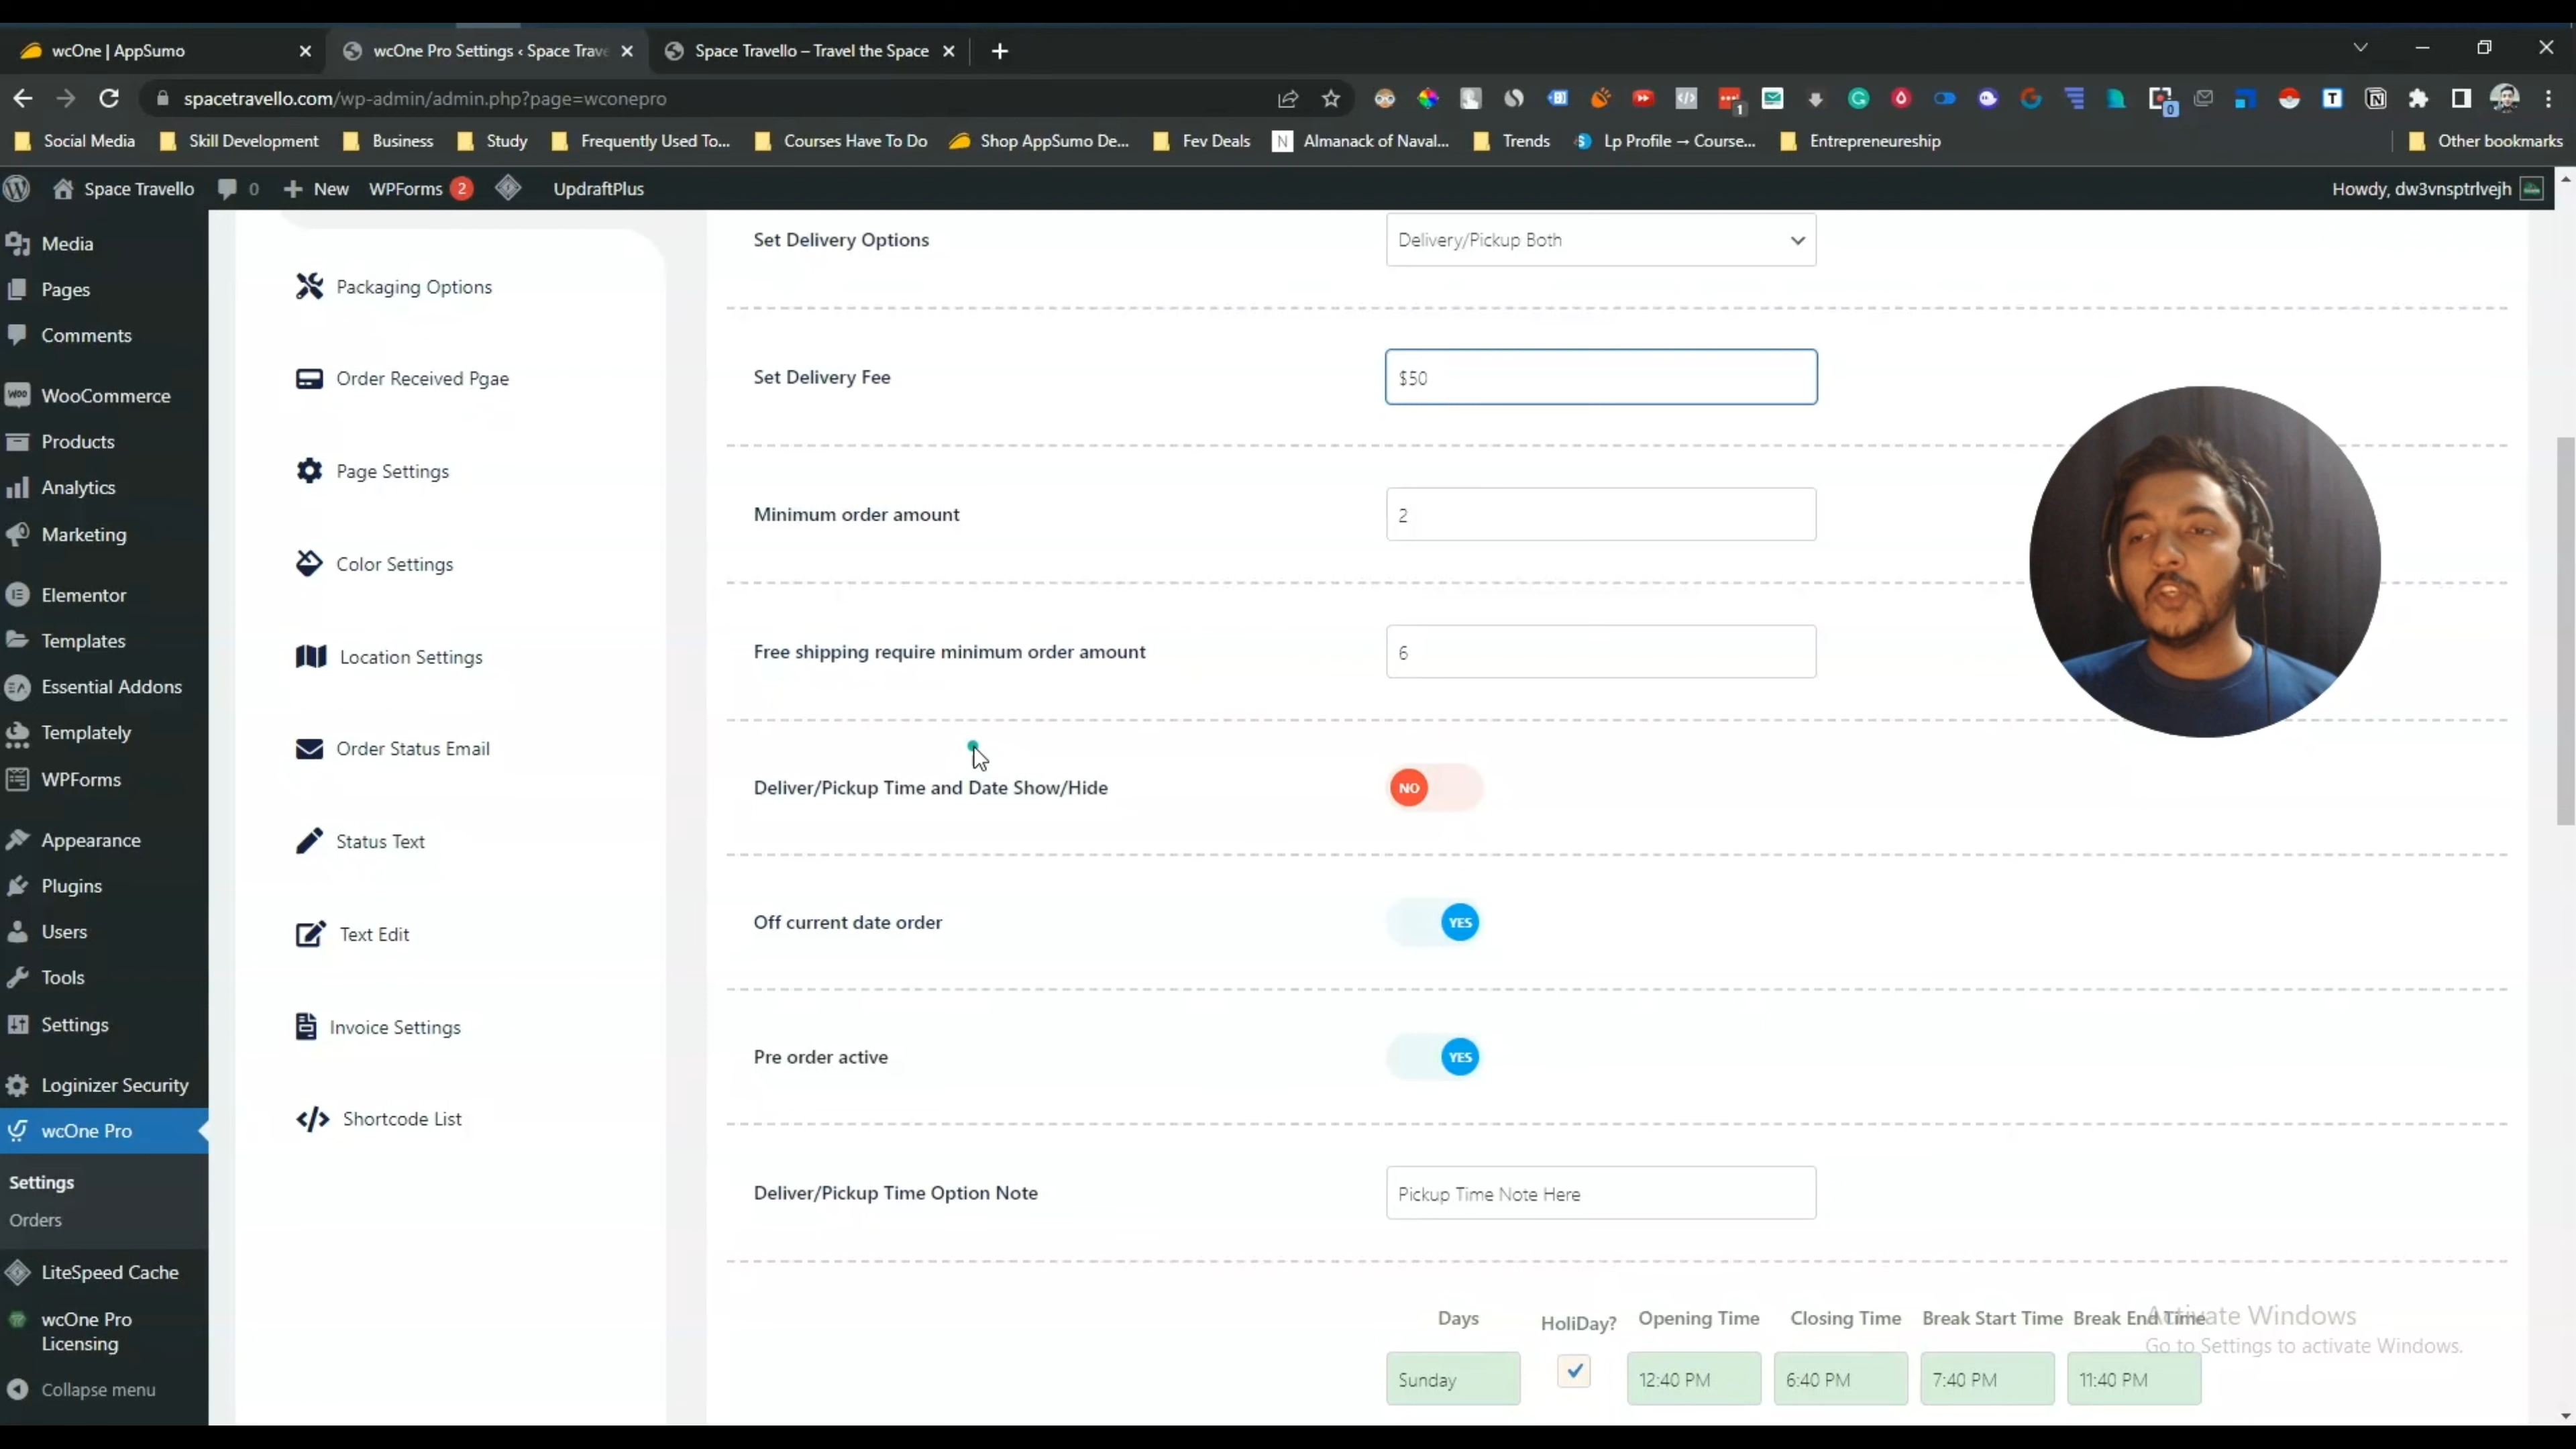 wcOne | AppSumo
wcOne Pro Settings ‹ Space Trave
Space Travello – Travel the Space
spacetravello.com/wp-admin/admin.php?page=wconepro
Social Media
Skill Development
Business
Study
Frequently Used To...
Courses Have To Do
Shop AppSumo De...
Fev Deals
Almanack of Naval...
Trends
Lp Profile → Course...
Entrepreneureship
Other bookmarks
Space Travello
0
New
WPForms 2
UpdraftPlus
Howdy, dw3vnsptrlvejh
Media
Pages
Comments
WooCommerce
Products
Analytics
Marketing
Elementor
Templates
Essential Addons
Templately
WPForms
Appearance
Plugins
Users
Tools
Settings
Loginizer Security
wcOne Pro
Settings
Orders
LiteSpeed Cache
wcOne Pro
Licensing
Collapse menu
Packaging Options
Order Received Pgae
Page Settings
Color Settings
Location Settings
Order Status Email
Status Text
Text Edit
Invoice Settings
Shortcode List
Set Delivery Options
Delivery/Pickup Both
Set Delivery Fee
$50
Minimum order amount
2
Free shipping require minimum order amount
6
Deliver/Pickup Time and Date Show/Hide
NO
Off current date order
YES
Pre order active
YES
Deliver/Pickup Time Option Note
Pickup Time Note Here
Days HoliDay? Opening Time Closing Time Break Start Time Break End Time
Sunday 12:40 PM 6:40 PM 7:40 PM 11:40 PM
Activate Windows
Go to Settings to activate Windows.